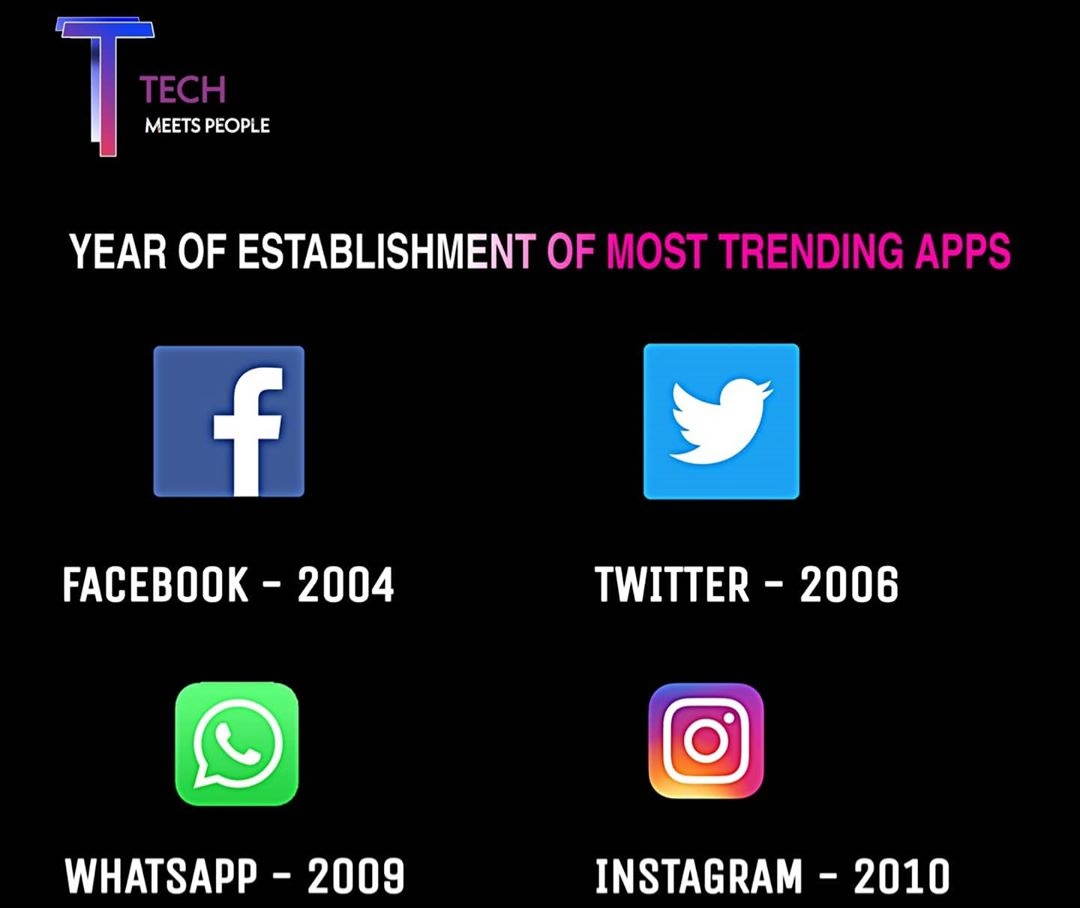 TECH
MEETS PEOPLE
YEAR OF ESTABLISHMENT OF MOST TRENDING APPS
FACEBOOK - 2004
TWITTER - 2006
WHATSAPP - 2009
INSTAGRAM - 2010